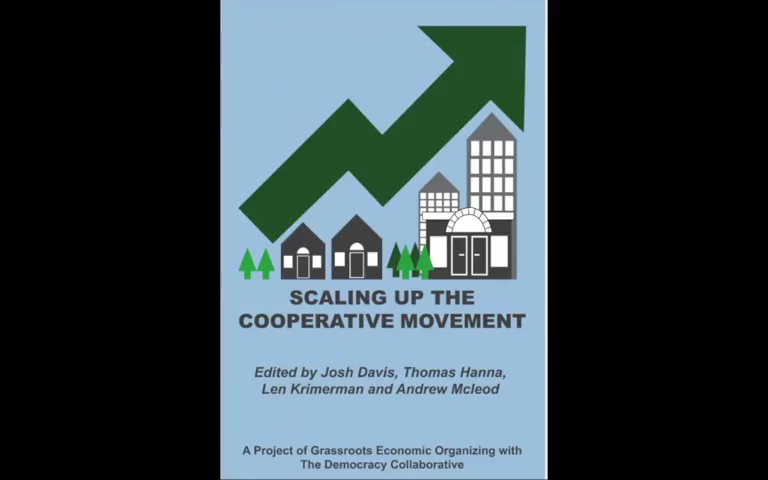 SCALING UP THE
COOPERATIVE MOVEMENT
Edited by Josh Davis, Thomas Hanna,
Len Krimerman and Andrew Mcleod
A Project of Grassroots Economic Organizing with
The Democracy Collaborative